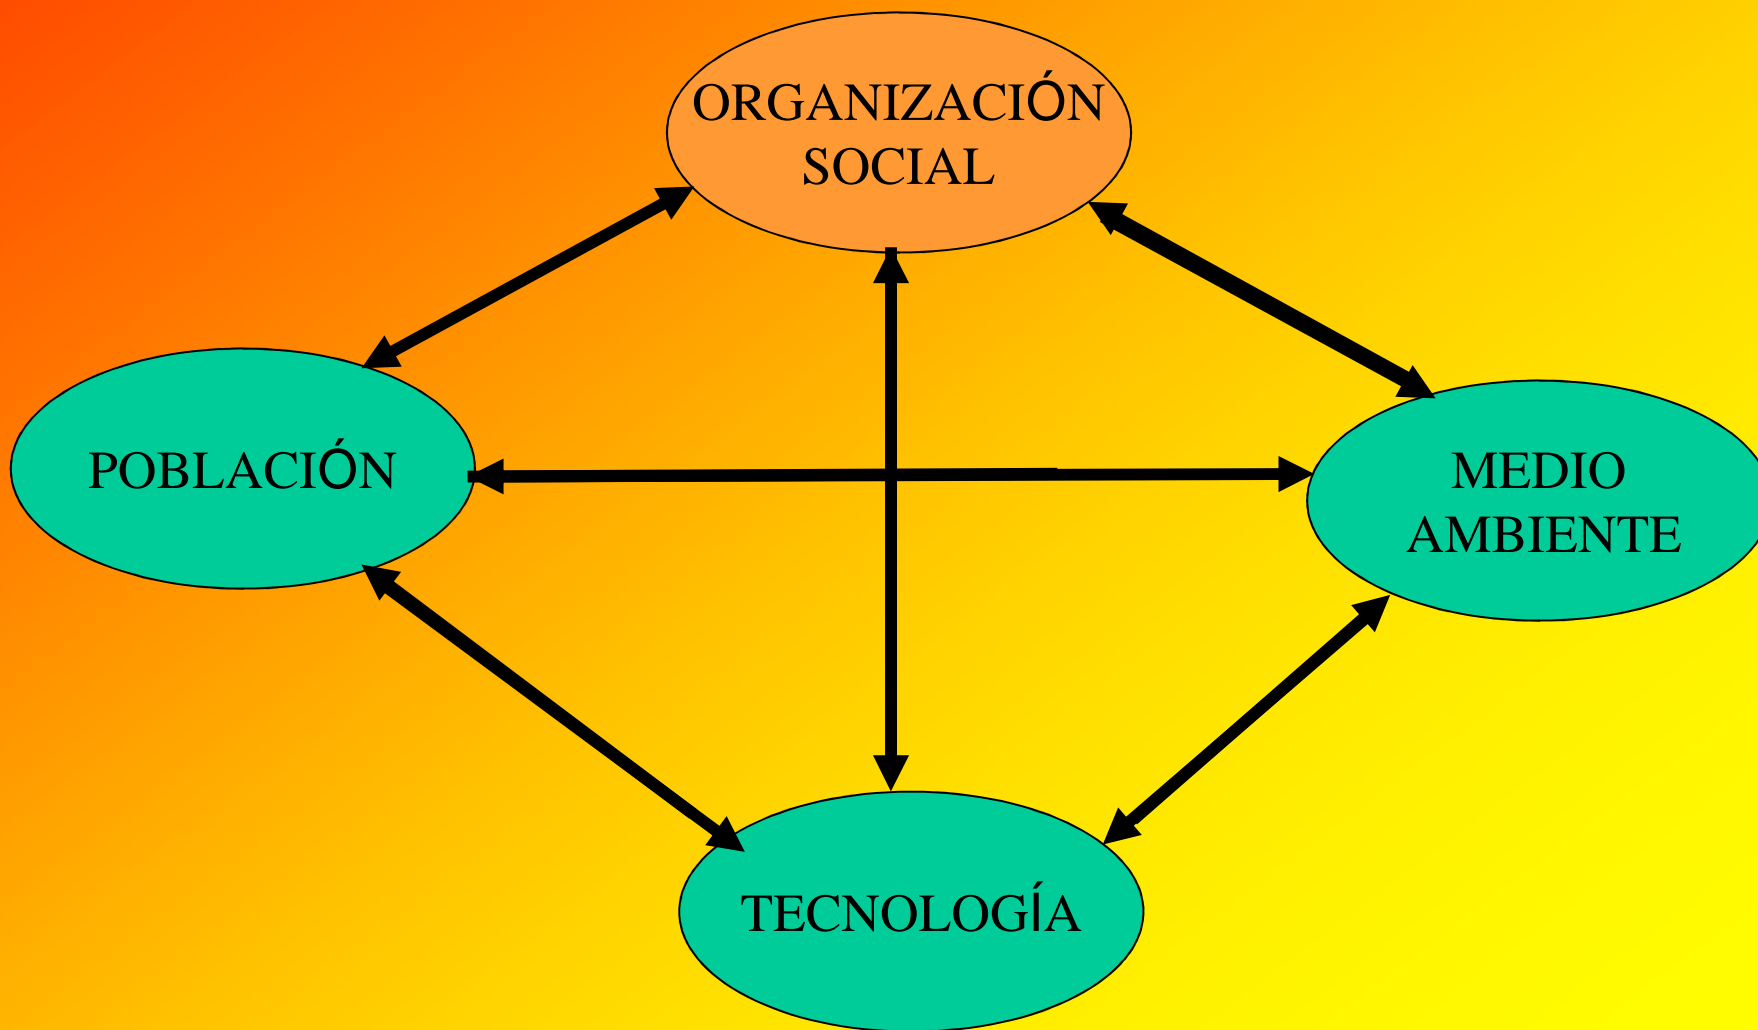 ORGANIZACIÓN
SOCIAL
POBLACIÓN
MEDIO
AMBIENTE
TECNOLOGÍA